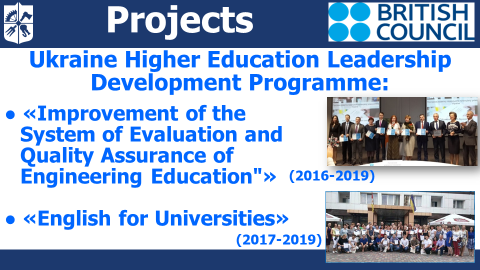 Projects
BRITISH
COUNCIL
Ukraine Higher Education Leadership
Development Programme:
● «Improvement of the
System of Evaluation and
Quality Assurance of
Engineering Education"» (2016-2019)
● «English for Universities»
(2017-2019)